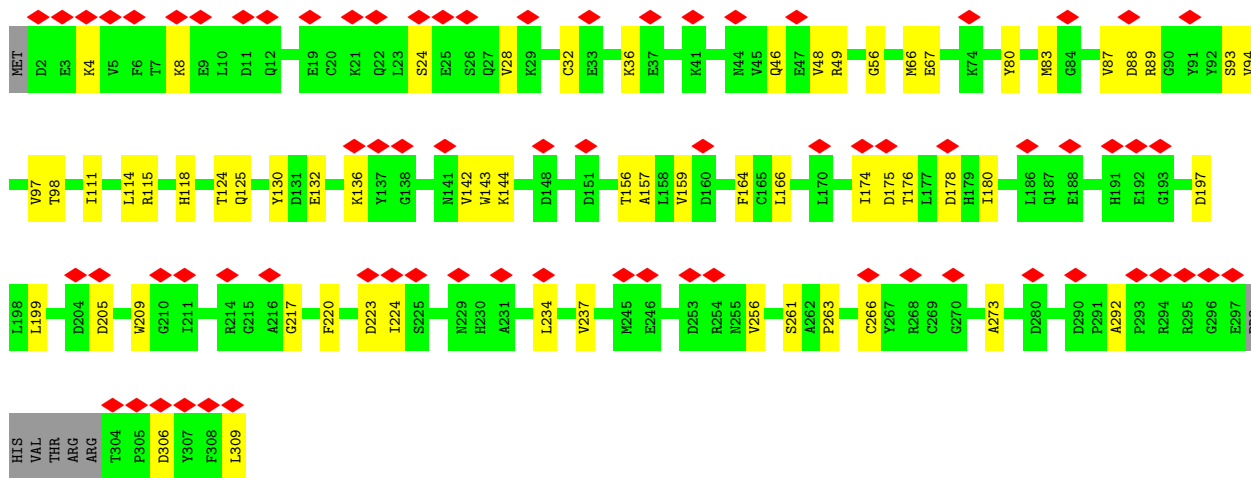 MET D2 E3 K4 V5 F6 T7 K8 E9 L10 D11 Q12 E19 C20 K21 Q22 L23 S24 E25 S26 Q27 V28 K29 C32 E33 K36 E37 K41 N44 V45 Q46 E47 V48 R49 G56 M66 E67 K74 Y80 M83 G84 V87 D88 R89 G90 Y91 Y92 S93 V94
V97 T98 I111 L114 R115 H118 T124 Q125 Y130 D131 E132 K136 Y137 G138 N141 V142 W143 K144 D148 D151 T156 A157 L158 V159 D160 F164 C165 L166 L170 I174 D175 T176 L177 D178 H179 I180 L186 Q187 E188 H191 E192 G193 D197
L198 L199 D204 D205 W209 G210 I211 R214 G215 A216 G217 F220 D223 I224 S225 N229 H230 A231 L234 V237 M245 E246 D253 R254 N255 V256 S261 A262 P263 C266 Y267 R268 C269 G270 A273 D280 D290 P291 A292 P293 R294 R295 G296 E297
HIS VAL THR ARG ARG T304 P305 D306 Y307 F308 L309